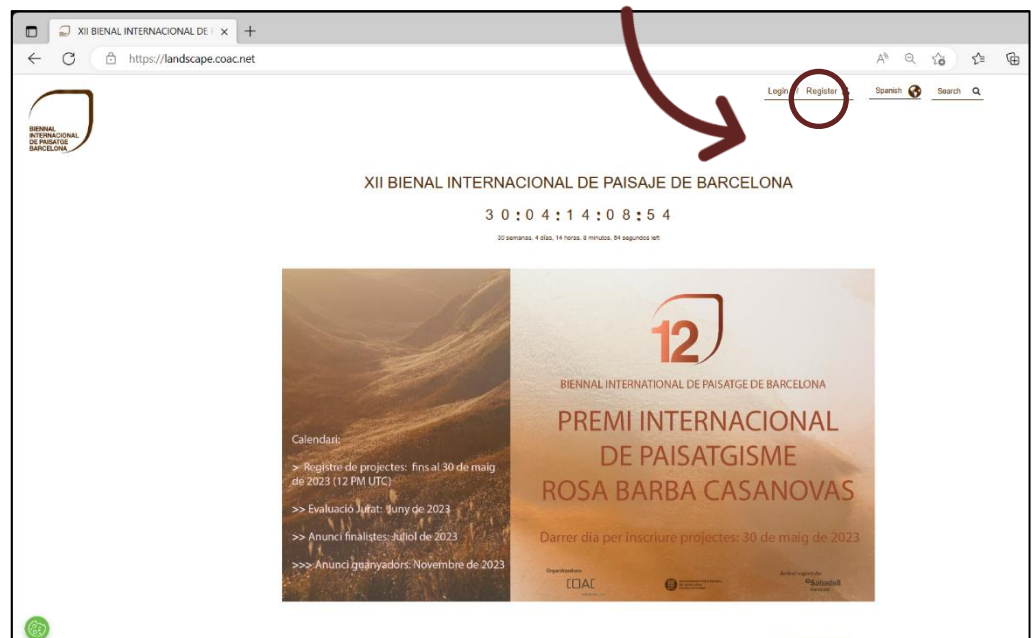 XII BIENAL INTERNACIONAL DE
https://landscape.coac.net
Login / Register
Spanish
Search
BIENNAL
INTERNACIONAL
DE PAISATGE
BARCELONA
XII BIENAL INTERNACIONAL DE PAISAJE DE BARCELONA
30:04:14:08:54
30 semanas, 4 días, 14 horas, 8 minutos, 54 segundos left
12
BIENNAL INTERNATIONAL DE PAISATGE DE BARCELONA
PREMI INTERNACIONAL
DE PAISATGISME
ROSA BARBA CASANOVAS
Darrer dia per inscriure projectes: 30 de maig de 2023
Calendari:
> Registre de projectes: fins al 30 de maig
de 2023 (12 PM UTC)
>> Evaluació Jurat: Juny de 2023
>> Anunci finalistes: Juliol de 2023
>>> Anunci guanyadors: Novembre de 2023
COAC
Sabadell